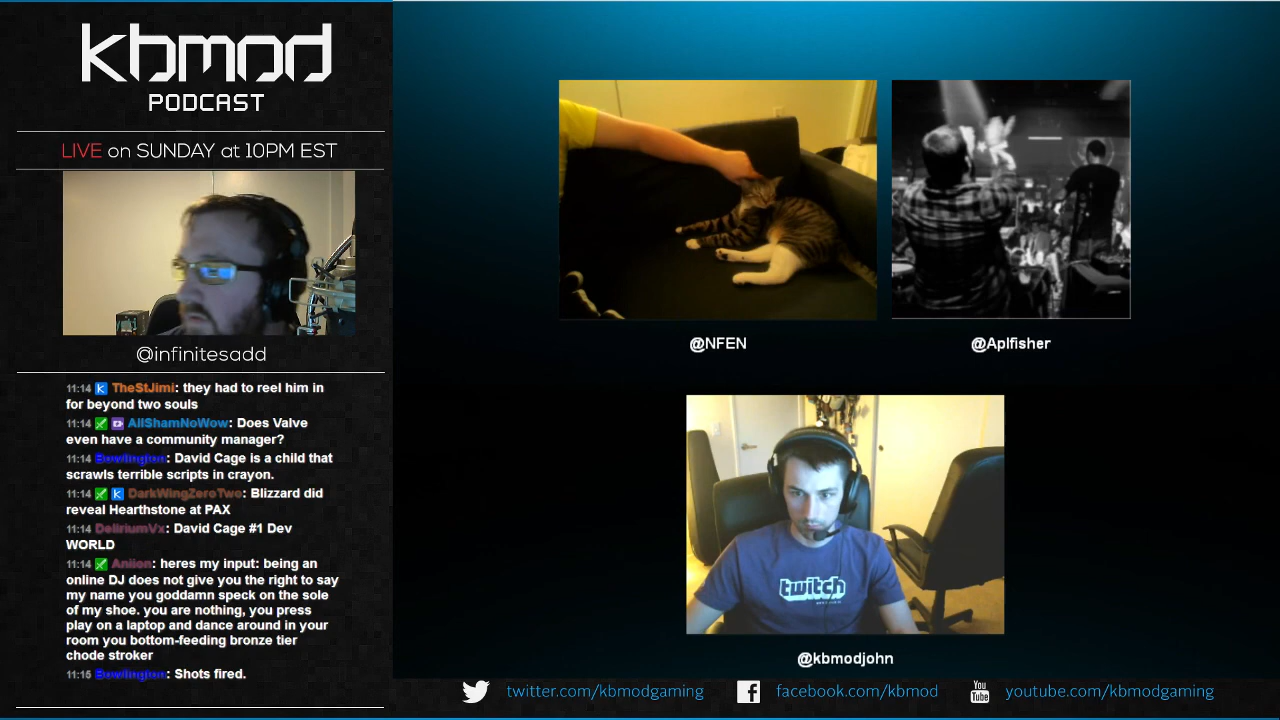 kbmod
PODCAST
LIVE on SUNDAY at 10PM EST
@infinitesadd
11:14 K TheStJimi: they had to reel him in
for beyond two souls
11:14 AllShamNoWow: Does Valve
even have a community manager?
Bowlington: David Cage is a child that
scrawls terrible scripts in crayon.
11:14 K DarkWingZeroTwo: Blizzard did
reveal Hearthstone at PAX
11:14 DeliriumVx: David Cage #1 Dev
WORLD
11:14 Aniion: heres my input: being an
online DJ does not give you the right to say
my name you goddamn speck on the sole
of my shoe. you are nothing, you press
play on a laptop and dance around in your
room you bottom-feeding bronze tier
chode stroker
11:15 Bowlington: Shots fired.
@NFEN
@Aplfisher
twitch
@kbmodjohn
twitter.com/kbmodgaming
f facebook.com/kbmod
You
Tube
youtube.com/kbmodgaming